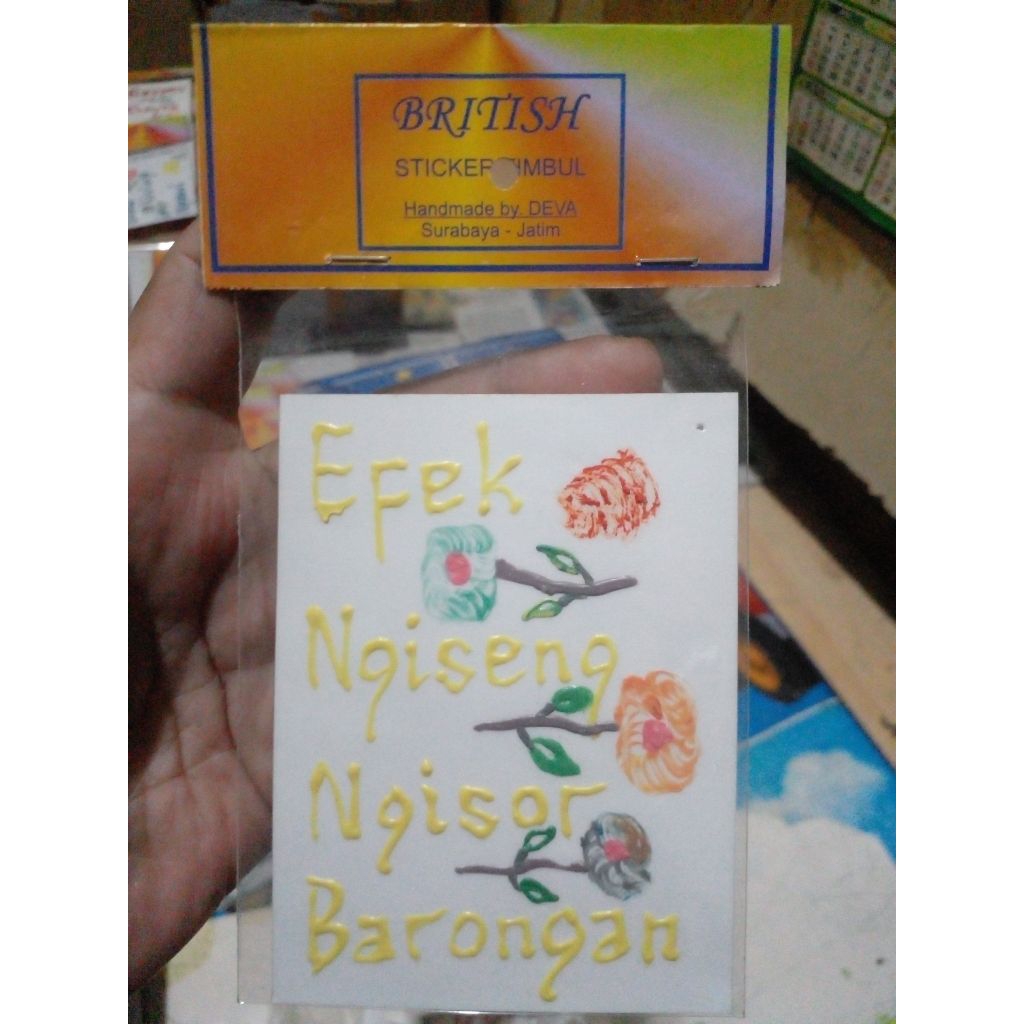 BRITISH
STICKER TIMBUL
Handmade by. DEVA
Surabaya - Jatim
Efek
Ngiseng
Ngisor
Barongan